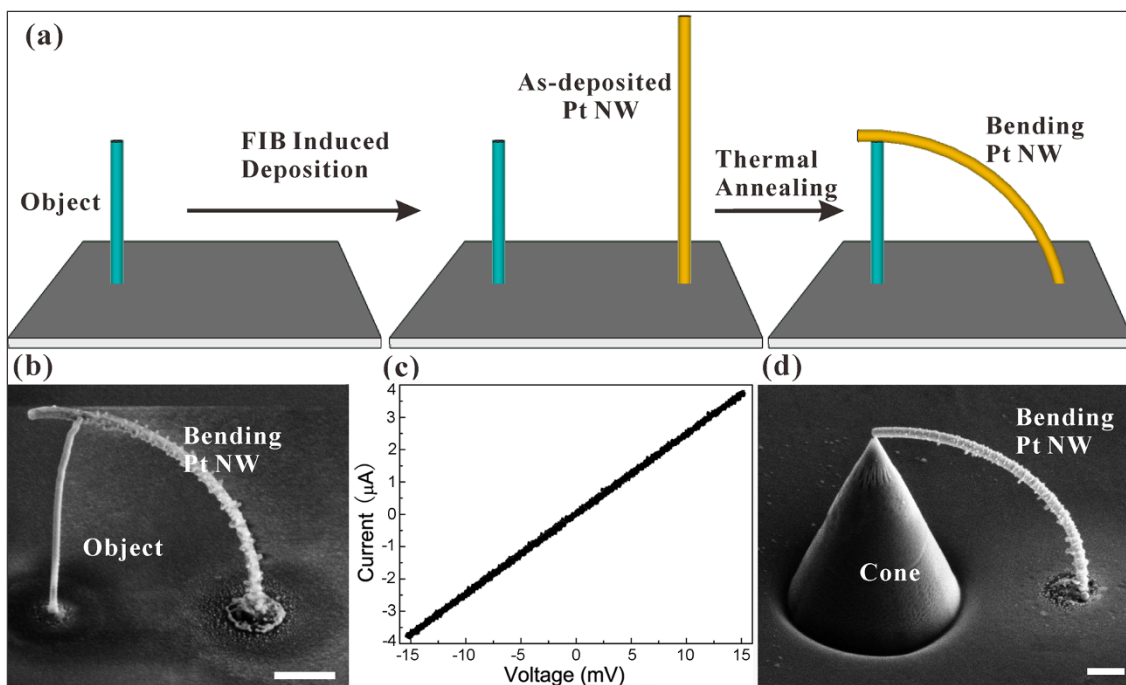 (a)
Object
FIB Induced
Deposition
As-deposited
Pt NW
Thermal
Annealing
Bending
Pt NW
(b)
Bending
Pt NW
Object
(c)
Current (μA)
4
3
2
1
0
-1
-2
-3
-4
-15
-10
-5
0
5
10
15
Voltage (mV)
(d)
Bending
Pt NW
Cone